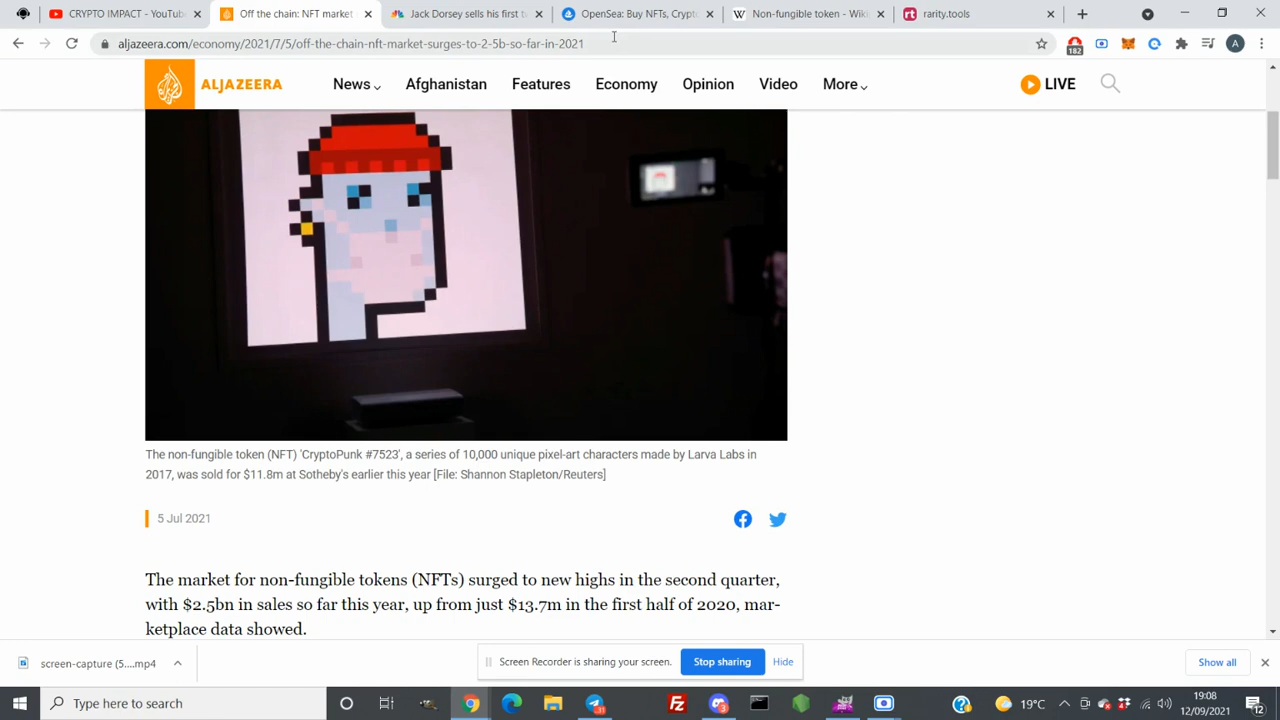 CRYPTO IMPACT - YouTube
Off the chain: NFT market
Jack Dorsey sells his first tw
OpenSea: Buy NFTs, Crypto
Non-fungible token - Wiki
rarity.tools
aljazeera.com/economy/2021/7/5/off-the-chain-nft-market-surges-to-2-5b-so-far-in-2021
182
A
ALJAZEERA
News
Afghanistan
Features
Economy
Opinion
Video
More
LIVE
The non-fungible token (NFT) 'CryptoPunk #7523', a series of 10,000 unique pixel-art characters made by Larva Labs in
2017, was sold for $11.8m at Sotheby's earlier this year [File: Shannon Stapleton/Reuters]
5 Jul 2021
The market for non-fungible tokens (NFTs) surged to new highs in the second quarter,
with $2.5bn in sales so far this year, up from just $13.7m in the first half of 2020, mar-
ketplace data showed.
screen-capture (5....mp4
Screen Recorder is sharing your screen.
Stop sharing
Hide
Show all
Type here to search
31
3
19°C
19:08
12/09/2021
12